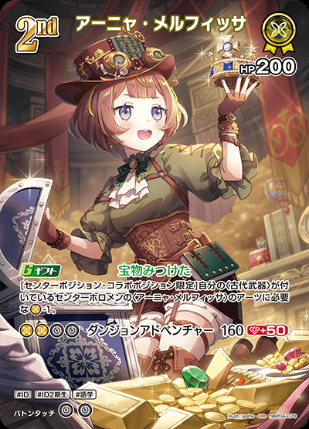 2nd
アーニャ・メルフィッサ
HP200
ギフト 宝物みつけた
[センターポジション・コラボポジション限定]自分の〈古代武器〉が付
いているセンターホロメンの〈アーニャ・メルフィッサ〉のアーツに必要
な -1。
ダンジョンアドベンチャー 160 +50
#ID #ID2期生 #語学
バトンタッチ